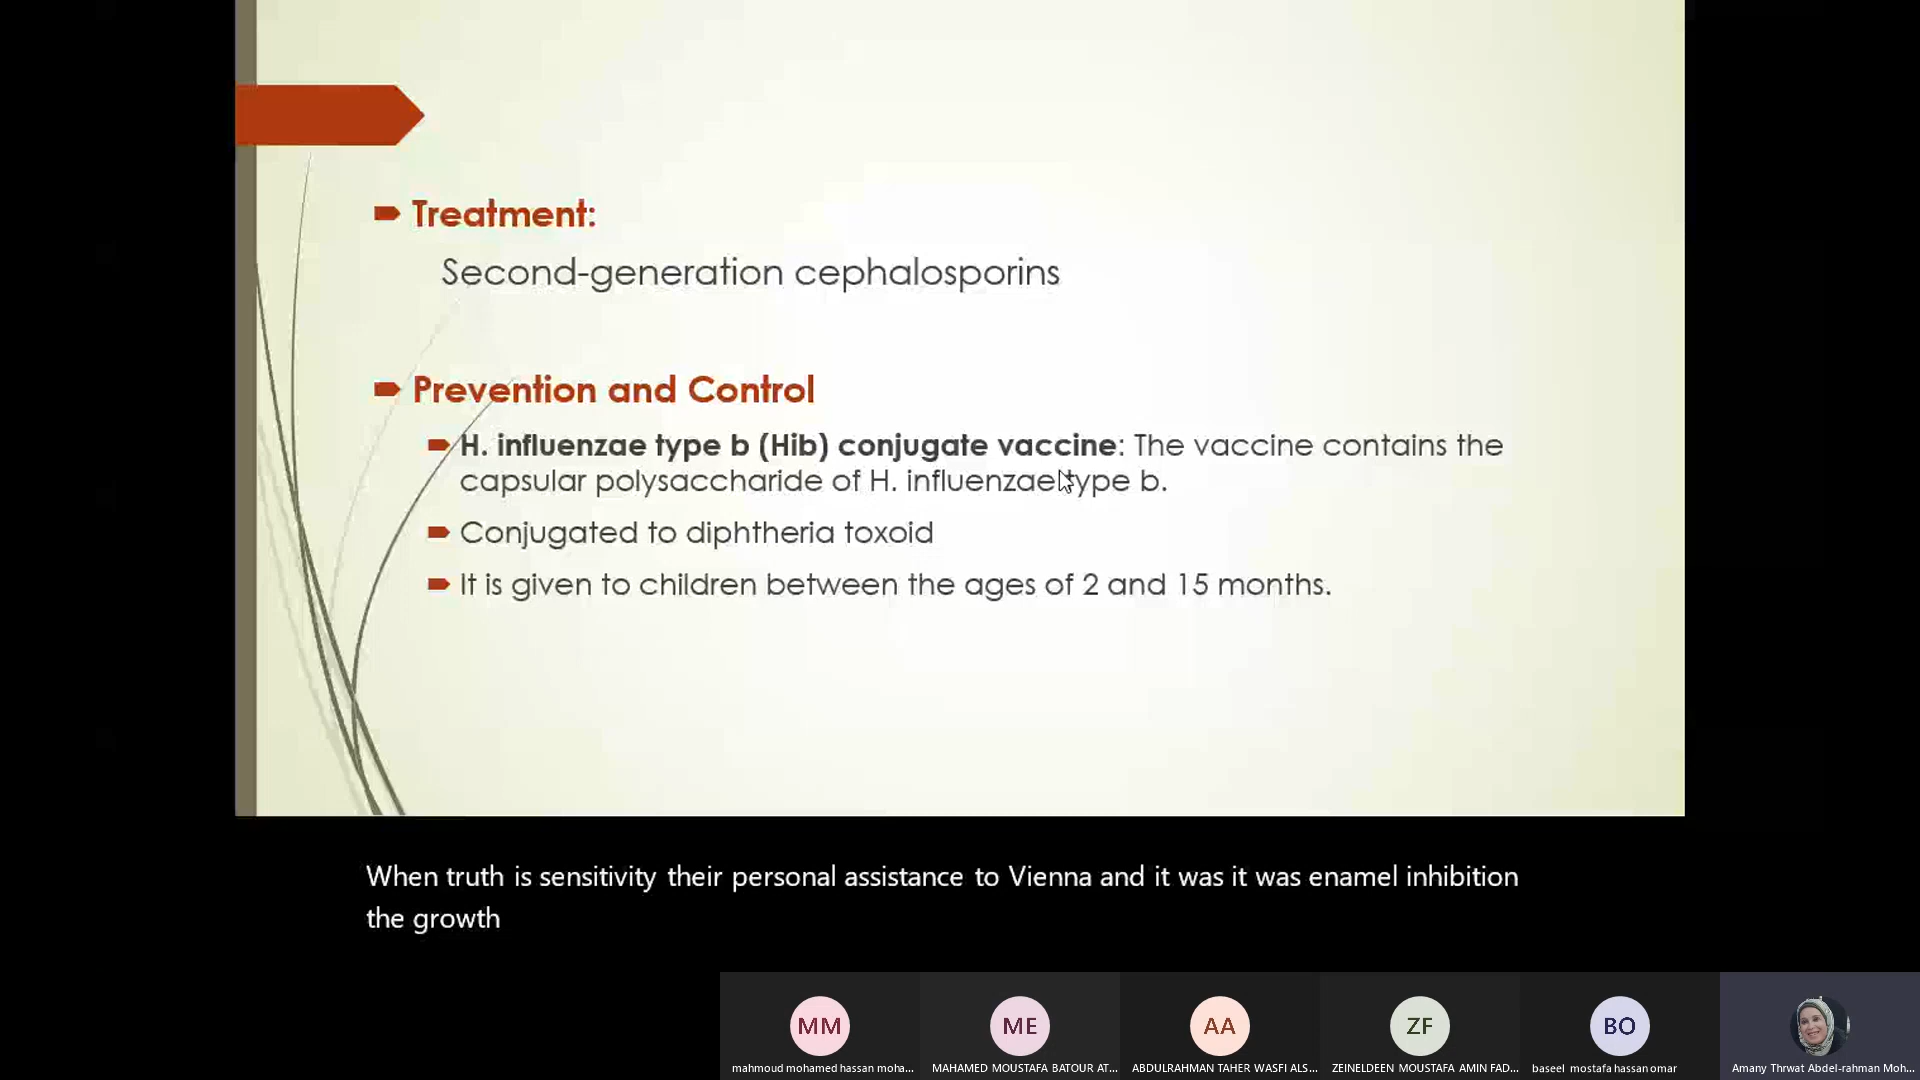 Treatment:
Second-generation cephalosporins
Prevention and Control
H. influenzae type b (Hib) conjugate vaccine: The vaccine contains the
capsular polysaccharide of H. influenzae type b.
Conjugated to diphtheria toxoid
It is given to children between the ages of 2 and 15 months.
When truth is sensitivity their personal assistance to Vienna and it was it was enamel inhibition
the growth
MM
ME
AA
ZF
BO
mahmoud mohamed hassan moha...
MAHAMED MOUSTAFA BATOUR AT...
ABDULRAHMAN TAHER WASFI ALS...
ZEINELDEEN MOUSTAFA AMIN FAD...
baseel mostafa hassan omar
Amany Thrwat Abdel-rahman Moh...